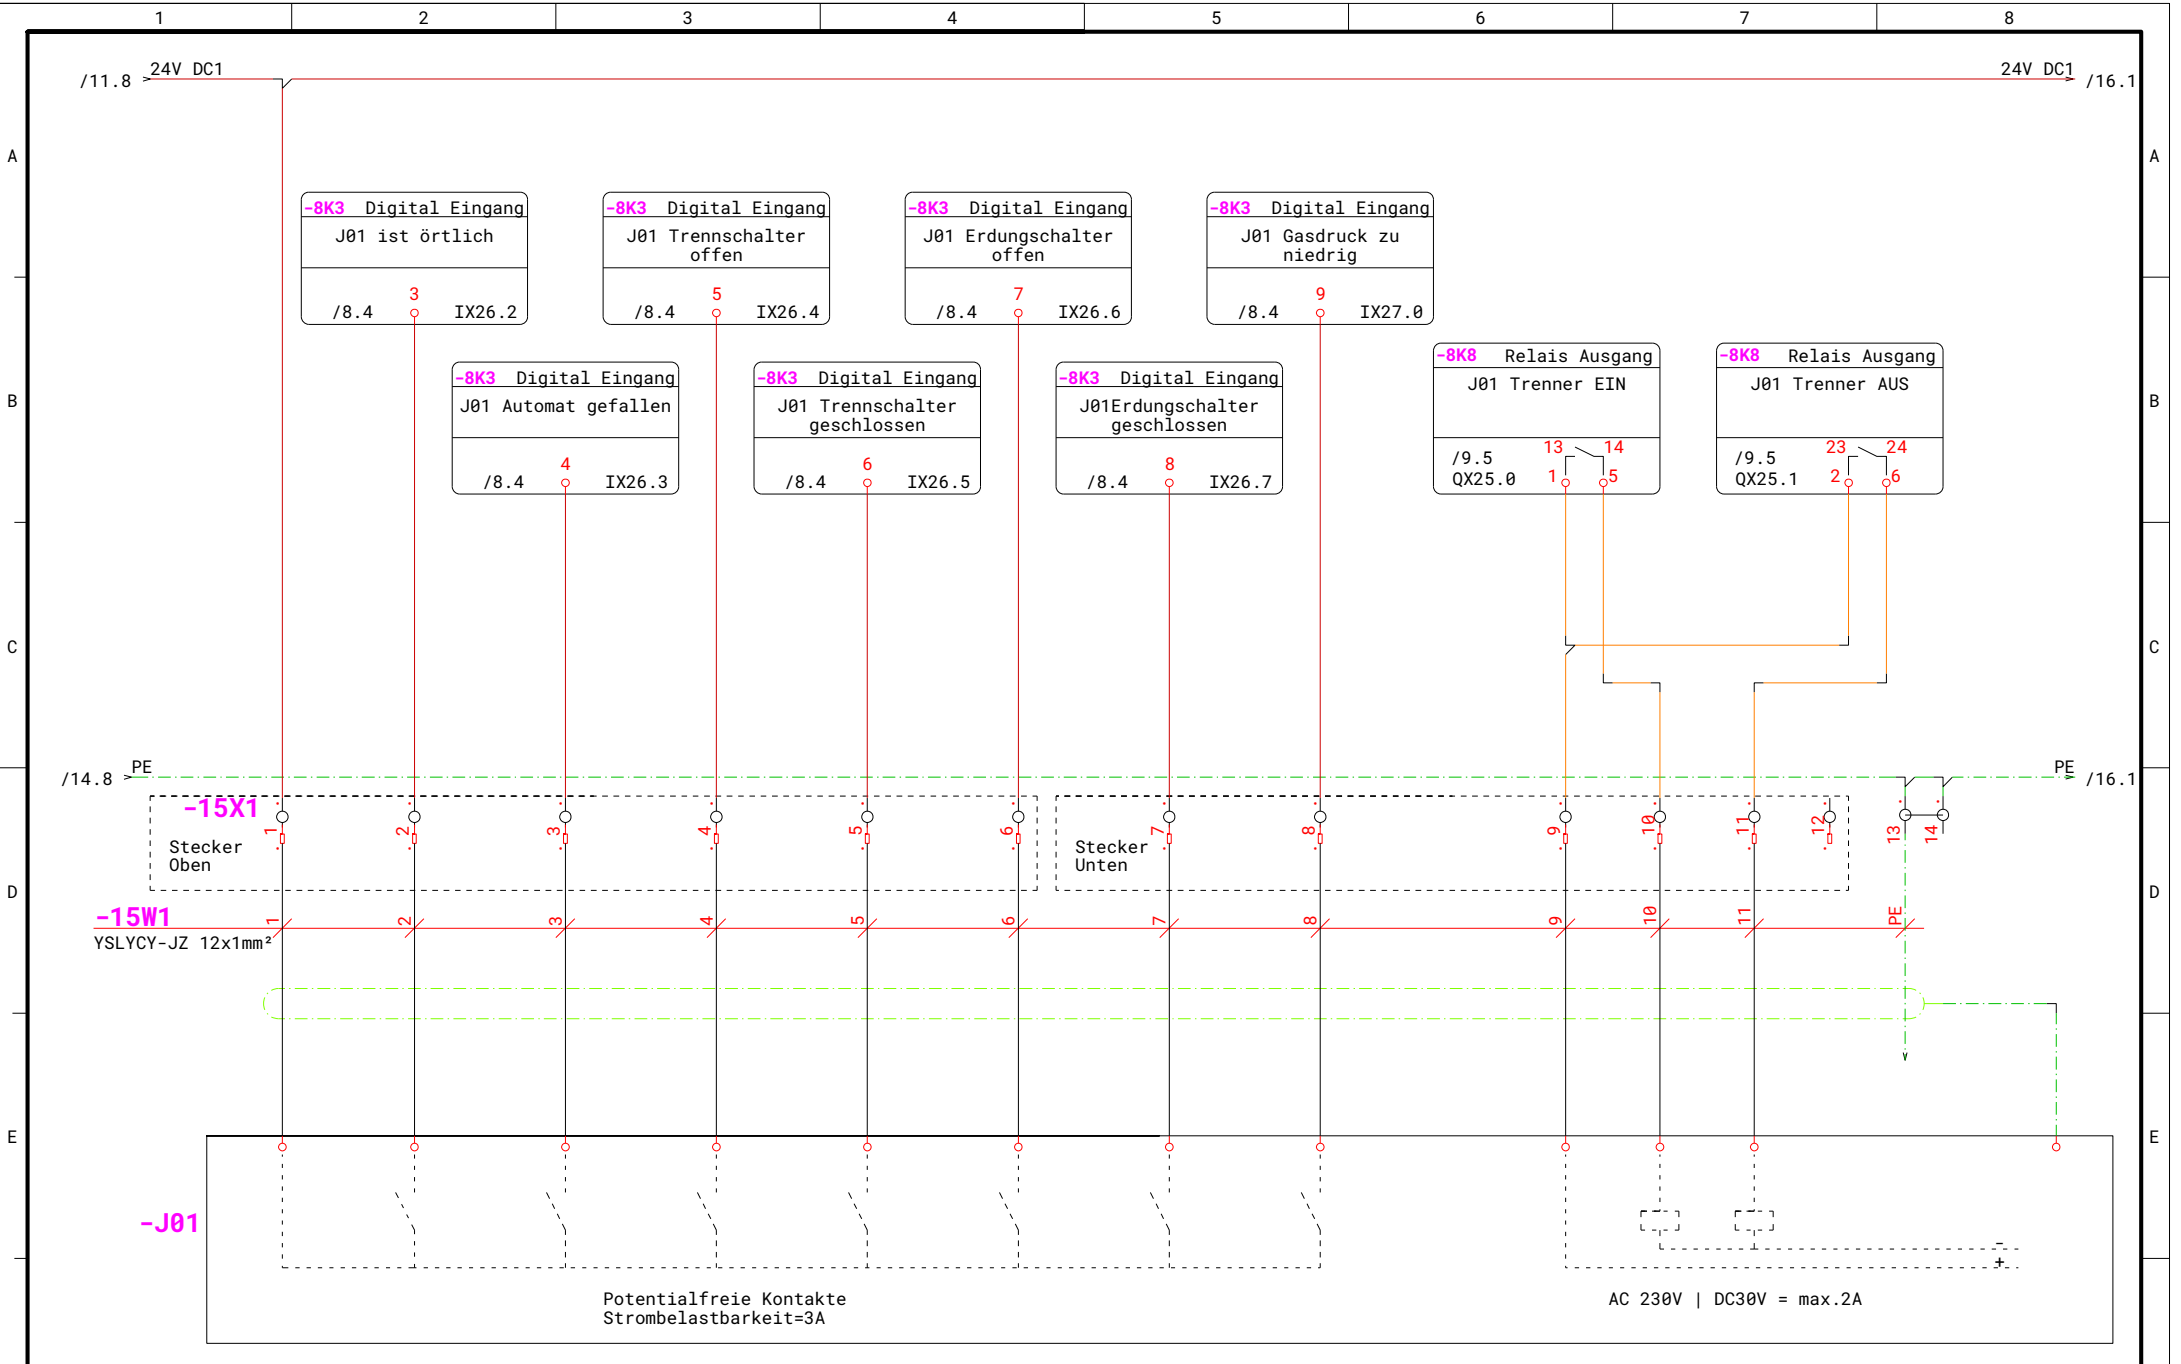 1 2 3 4 5 6 7 8
24V DC1 24V DC1
/11.8 /16.1
A A
-8K3 Digital Eingang
J01 ist örtlich
3
/8.4 IX26.2
-8K3 Digital Eingang
J01 Trennschalter
offen
5
/8.4 IX26.4
-8K3 Digital Eingang
J01 Erdungschalter
offen
7
/8.4 IX26.6
-8K3 Digital Eingang
J01 Gasdruck zu
niedrig
9
/8.4 IX27.0
-8K3 Digital Eingang
J01 Automat gefallen
4
/8.4 IX26.3
-8K3 Digital Eingang
J01 Trennschalter
geschlossen
6
/8.4 IX26.5
-8K3 Digital Eingang
J01Erdungschalter
geschlossen
8
/8.4 IX26.7
-8K8 Relais Ausgang
J01 Trenner EIN
13 14
/9.5
QX25.0 1 5
-8K8 Relais Ausgang
J01 Trenner AUS
23 24
/9.5
QX25.1 2 6
B B
C C
PE PE
/14.8 /16.1
-15X1
1 2 3 4 5 6 7 8 9 10 11 12 13 14
Stecker
Oben
Stecker
Unten
D D
-15W1
1 2 3 4 5 6 7 8 9 10 11 PE
YSLYCY-JZ 12x1mm²
E E
-J01
-
+
Potentialfreie Kontakte
Strombelastbarkeit=3A
AC 230V | DC30V = max.2A